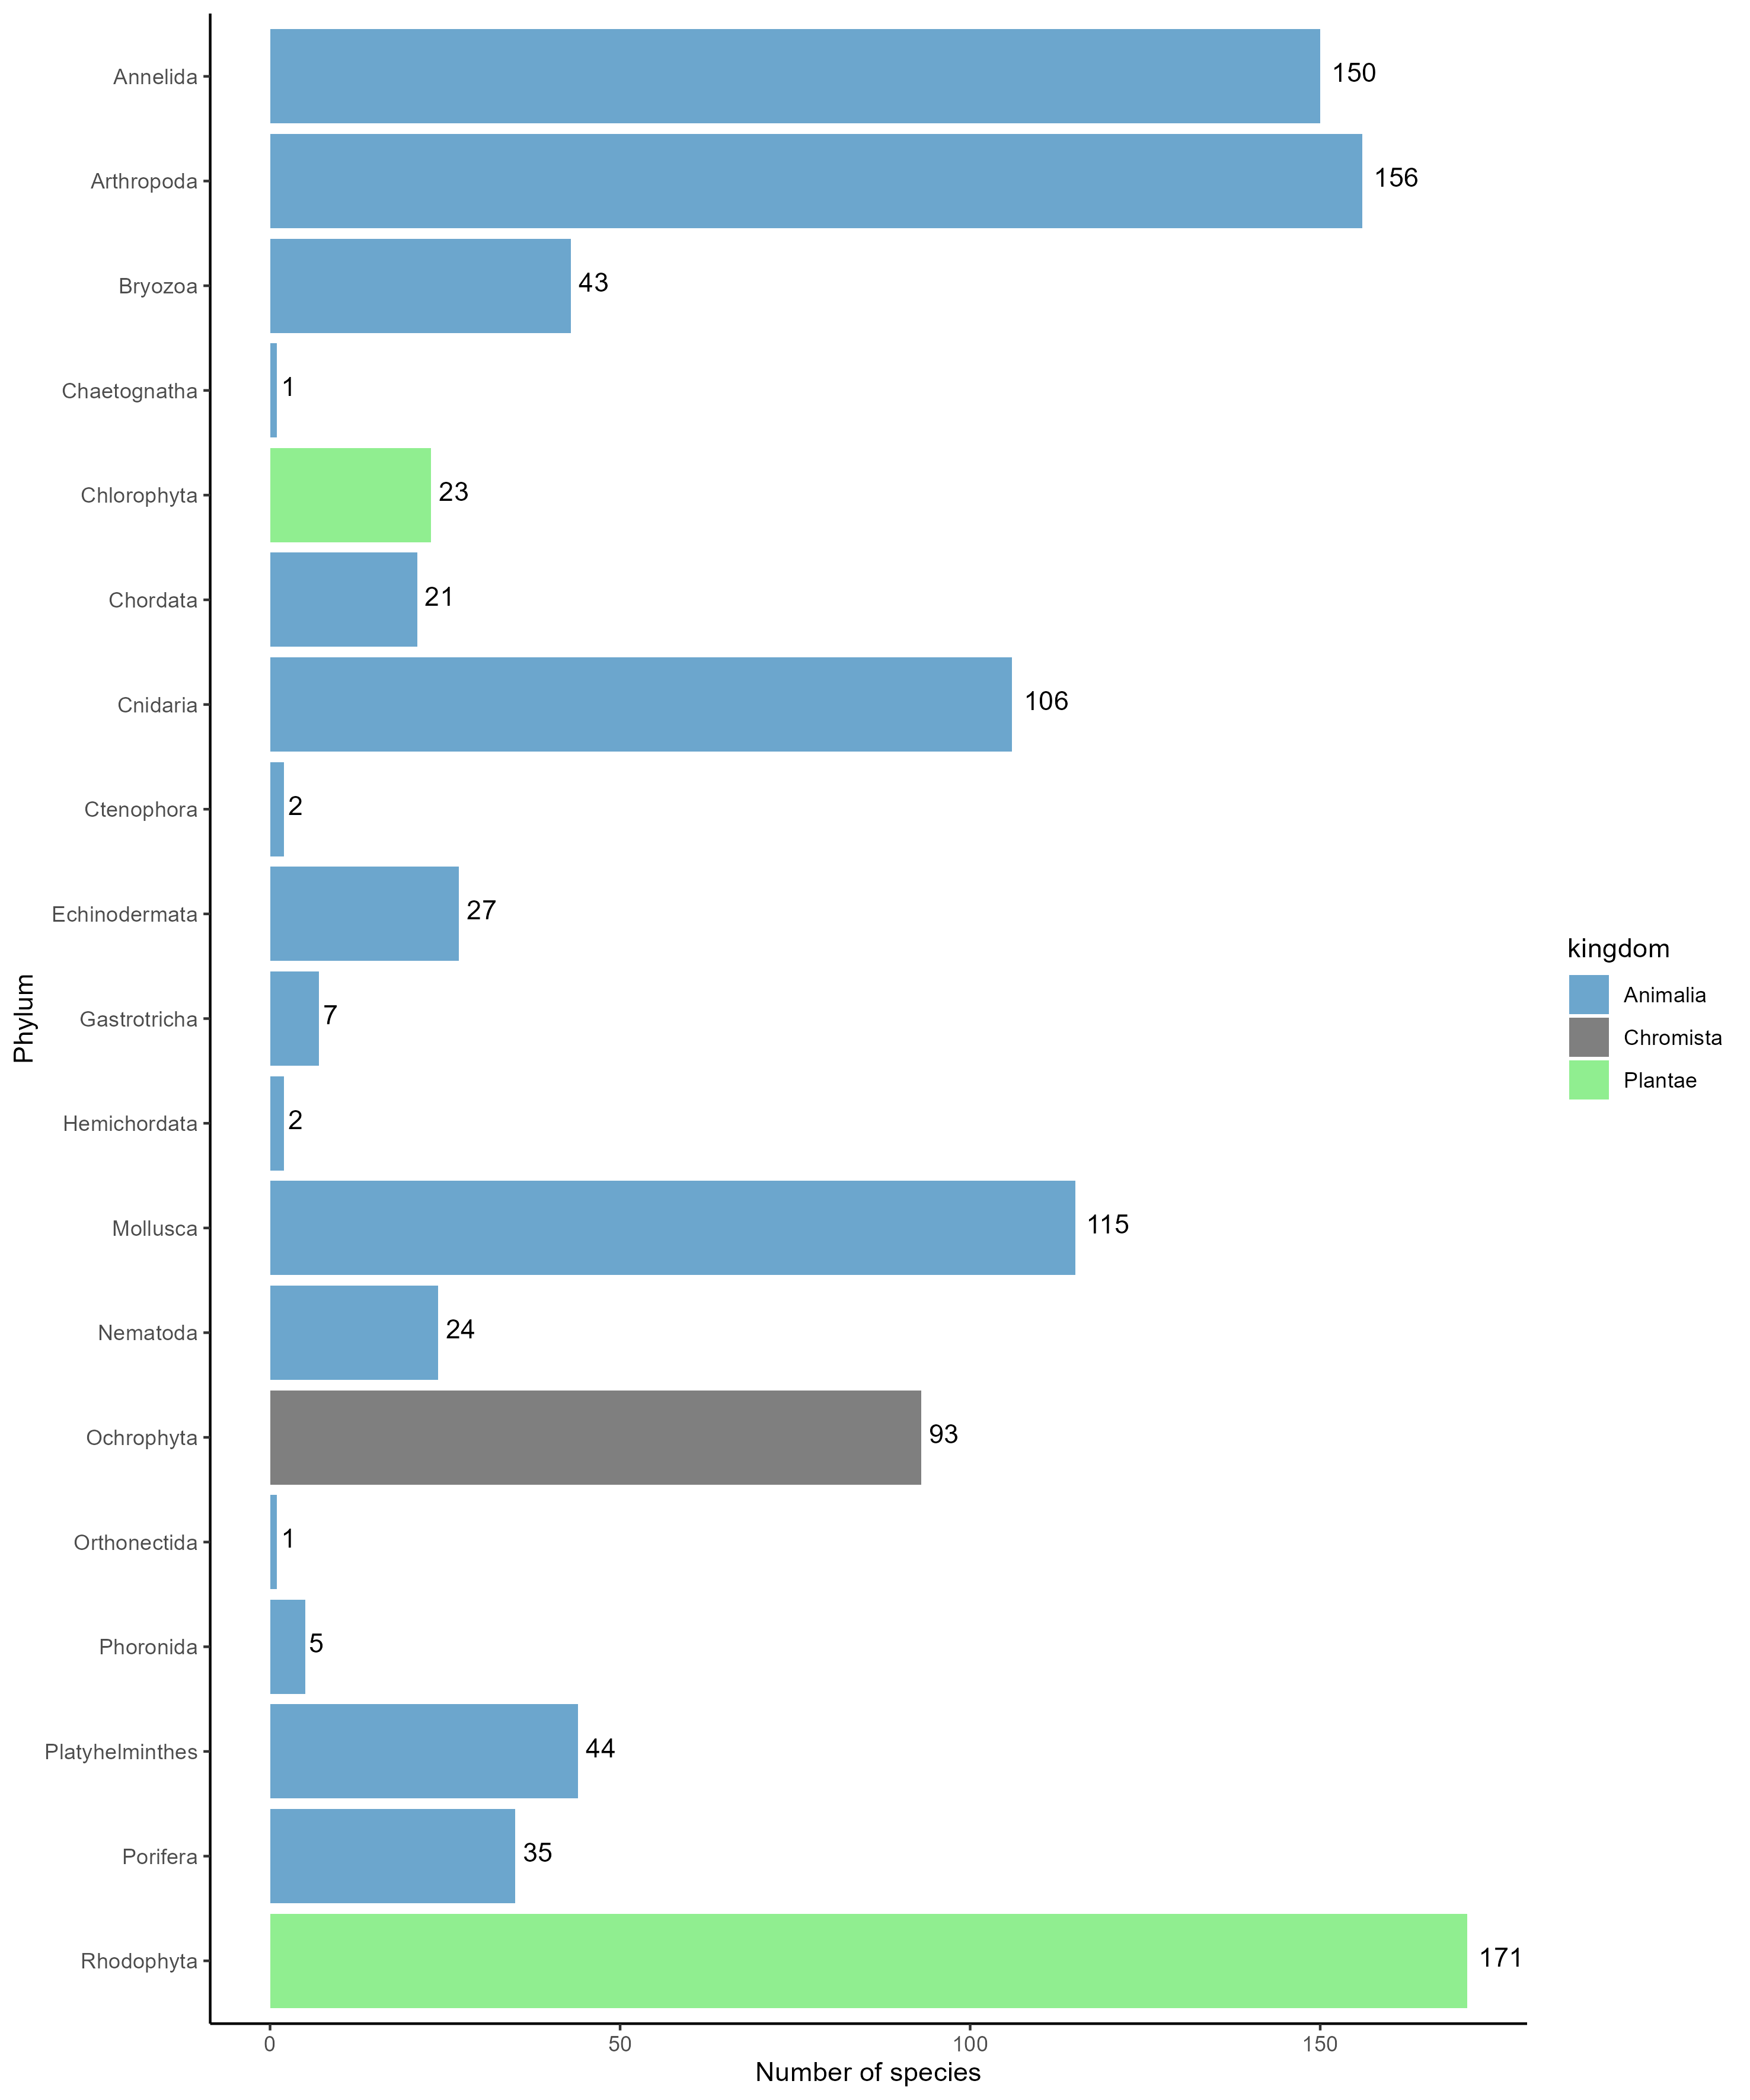 Annelida 150
Arthropoda 156
Bryozoa 43
Chaetognatha 1
Chlorophyta 23
Chordata 21
Cnidaria 106
Ctenophora 2
Echinodermata 27
Gastrotricha 7
Hemichordata 2
Mollusca 115
Nematoda 24
Ochrophyta 93
Orthonectida 1
Phoronida 5
Platyhelminthes 44
Porifera 35
Rhodophyta 171
0 50 100 150
Number of species
Phylum
kingdom
Animalia
Chromista
Plantae